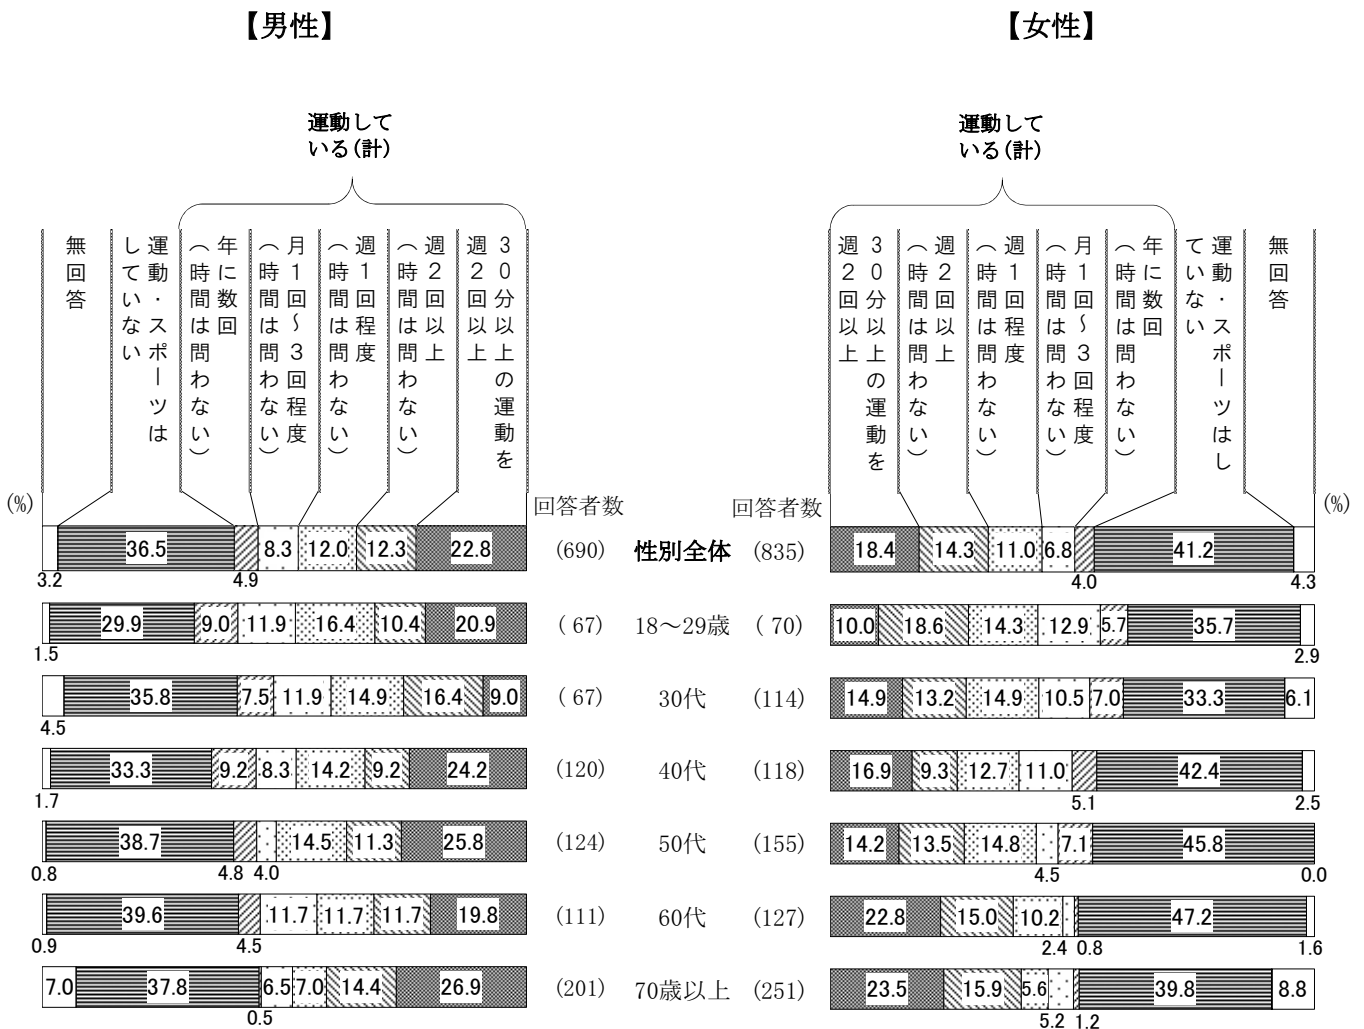 【男性】
【女性】
運動して
いる(計)
運動して
いる(計)
無回答
運動・スポーツは
していない
年に数回
(時間は問わない)
月1回~3回程度
(時間は問わない)
週1回程度
(時間は問わない)
週2回以上
(時間は問わない)
30分以上の運動を
週2回以上
30分以上の運動を
週2回以上
週2回以上
(時間は問わない)
週1回程度
(時間は問わない)
月1回~3回程度
(時間は問わない)
年に数回
(時間は問わない)
運動・スポーツはし
ていない
無回答
(%) 回答者数 回答者数 (%)
36.5 8.3 12.0 12.3 22.8 (690) 性別全体 (835) 18.4 14.3 11.0 6.8 41.2
3.2 4.9 4.0 4.3
29.9 9.0 11.9 16.4 10.4 20.9 ( 67) 18~29歳 ( 70) 10.0 18.6 14.3 12.9 5.7 35.7
1.5 2.9
35.8 7.5 11.9 14.9 16.4 9.0 ( 67) 30代 (114) 14.9 13.2 14.9 10.5 7.0 33.3 6.1
4.5
33.3 9.2 8.3 14.2 9.2 24.2 (120) 40代 (118) 16.9 9.3 12.7 11.0 42.4
1.7 5.1 2.5
38.7 14.5 11.3 25.8 (124) 50代 (155) 14.2 13.5 14.8 7.1 45.8
0.8 4.8 4.0 4.5 0.0
39.6 11.7 11.7 11.7 19.8 (111) 60代 (127) 22.8 15.0 10.2 47.2
0.9 4.5 2.4 0.8 1.6
7.0 37.8 6.5 7.0 14.4 26.9 (201) 70歳以上 (251) 23.5 15.9 5.6 39.8 8.8
0.5 5.2 1.2